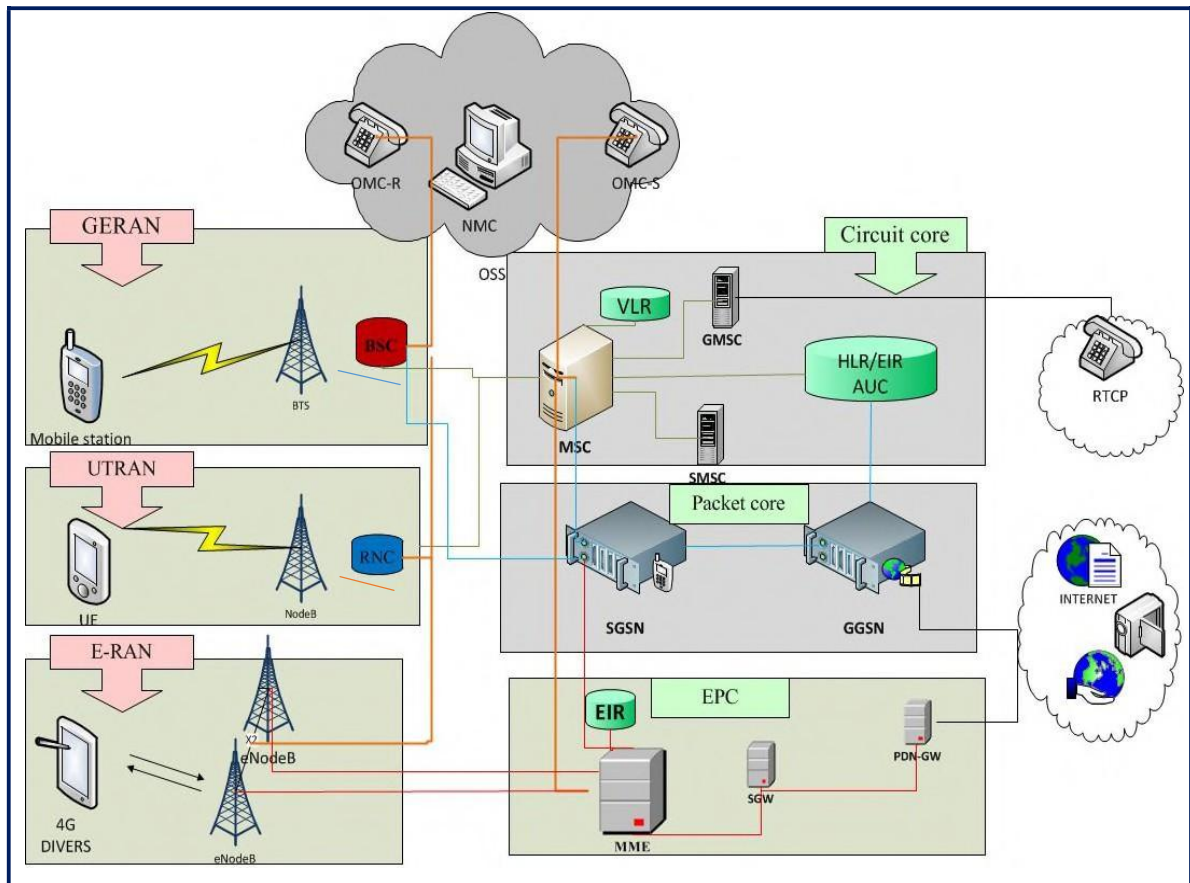 OMC-R
OMC-S
NMC
OSS
GERAN
BSC
BTS
Mobile station
Circuit core
VLR
GMSC
HLR/EIR
AUC
MSC
SMSC
RTCP
UTRAN
RNC
NodeB
UE
Packet core
SGSN
GGSN
INTERNET
E-RAN
X2
eNodeB
4G
DIVERS
eNodeB
EPC
EIR
MME
SGW
PDN-GW